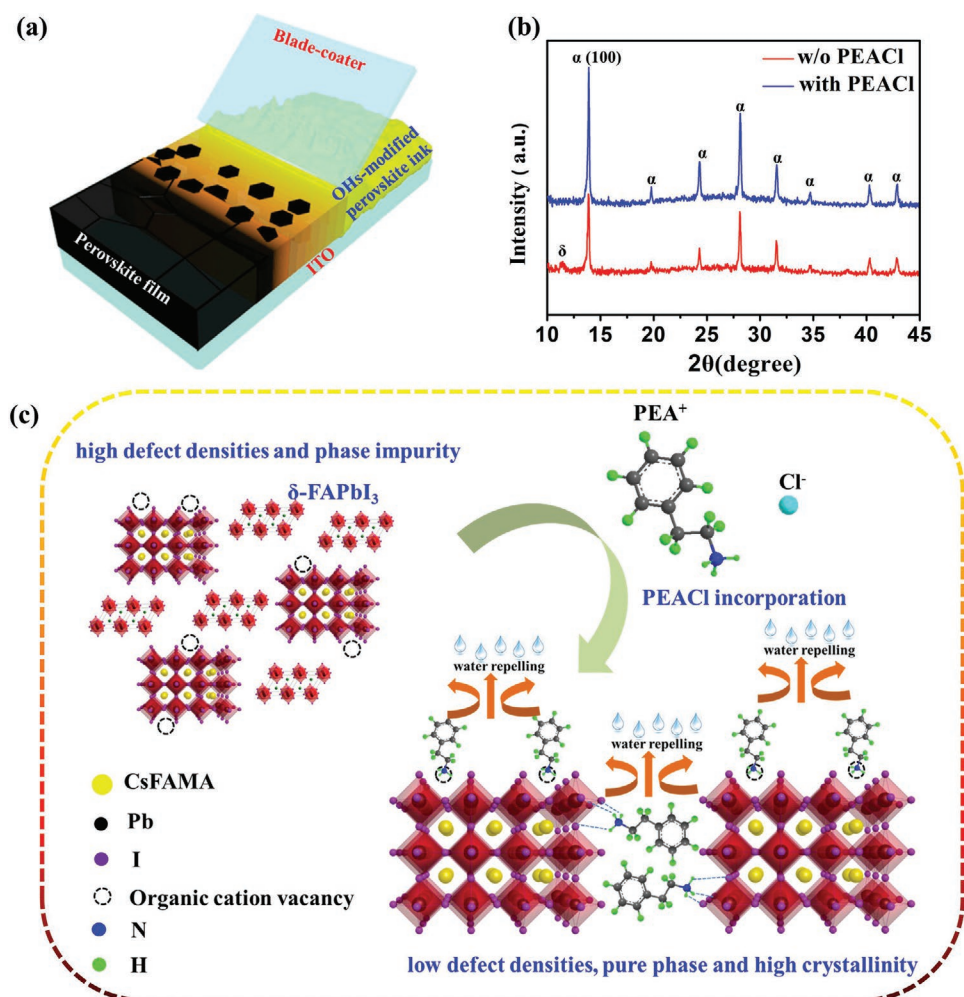 (a)
Blade-coater
OHs-modified
perovskite ink
ITO
Perovskite film
(b)
w/o PEACl
with PEACl
α (100)
α
α
α
α
α
α
α
δ
Intensity ( a.u.)
10 15 20 25 30 35 40 45
2θ(degree)
(c)
high defect densities and phase impurity
δ-FAPbI₃
PEA⁺
Cl⁻
PEACl incorporation
water repelling
water repelling
water repelling
CsFAMA
Pb
I
Organic cation vacancy
N
H
low defect densities, pure phase and high crystallinity